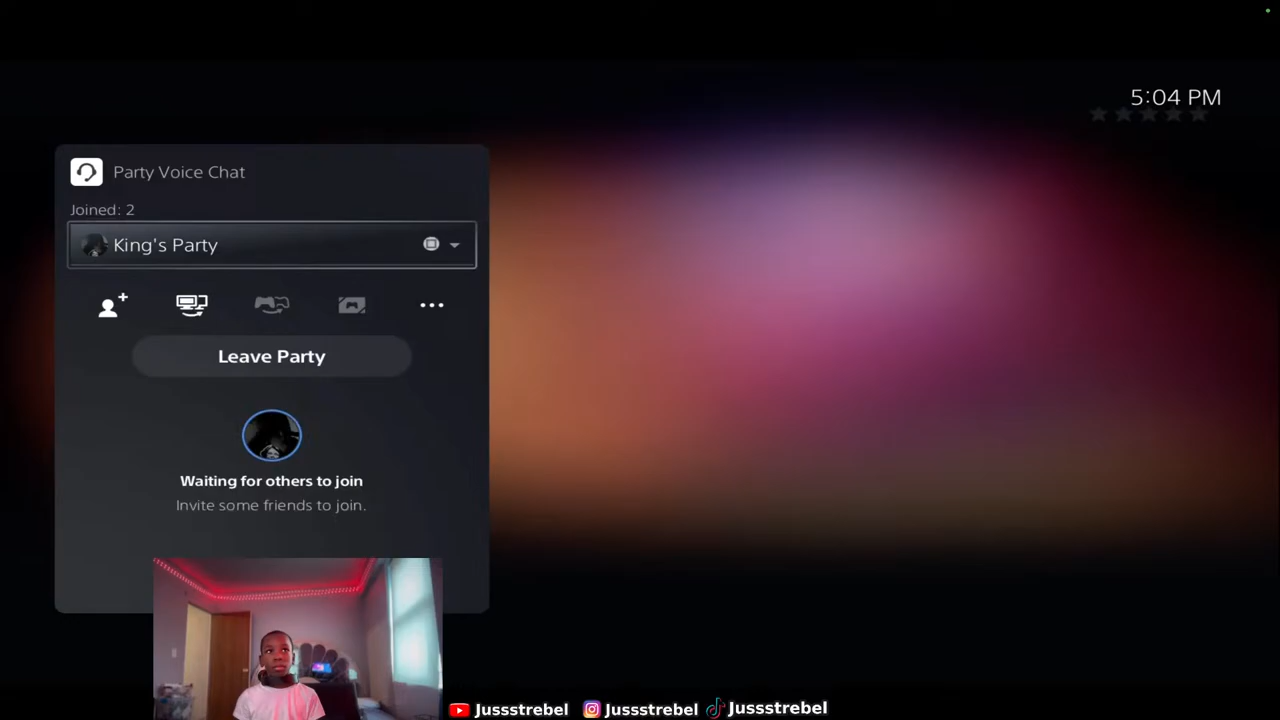 5:04 PM
Party Voice Chat
Joined: 2
King's Party
Leave Party
Waiting for others to join
Invite some friends to join.
Jussstrebel Jussstrebel Jussstrebel